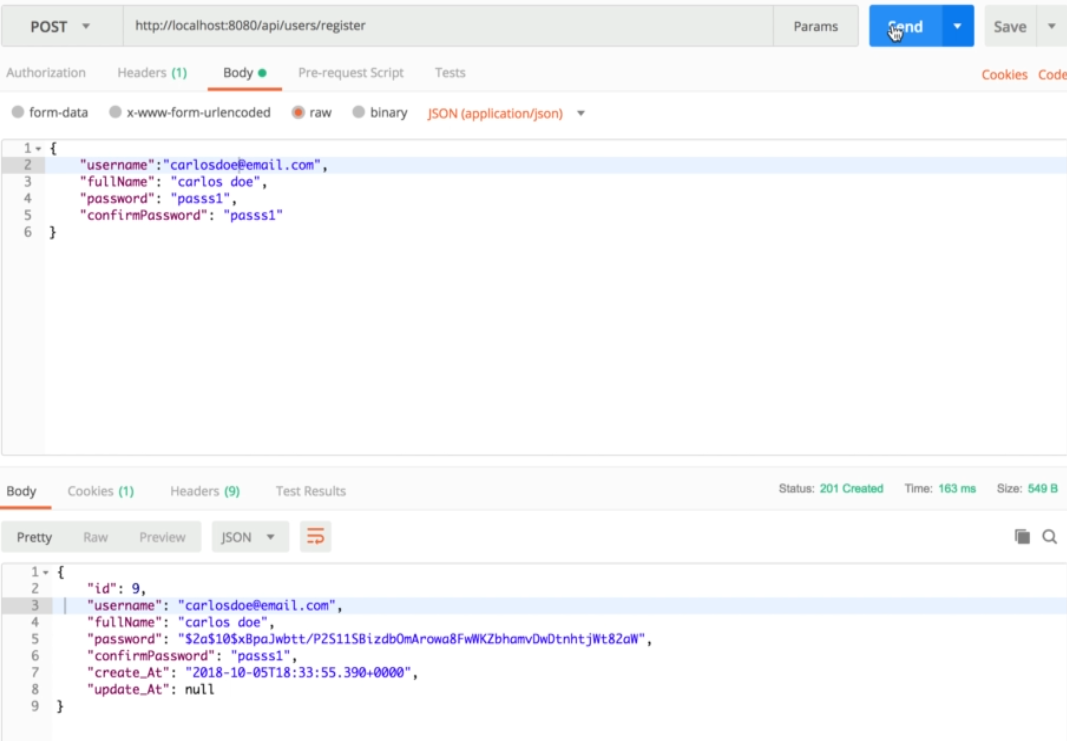 POST http://localhost:8080/api/users/register Params Send Save
Authorization Headers (1) Body Pre-request Script Tests Cookies Code
form-data x-www-form-urlencoded raw binary JSON (application/json)
1 {
2 "username":"carlosdoe@email.com",
3 "fullName": "carlos doe",
4 "password": "passs1",
5 "confirmPassword": "passs1"
6 }
Body Cookies (1) Headers (9) Test Results Status: 201 Created Time: 163 ms Size: 549 B
Pretty Raw Preview JSON
1 {
2 "id": 9,
3 "username": "carlosdoe@email.com",
4 "fullName": "carlos doe",
5 "password": "$2a$10$xBpaJwbtt/P2S11SBizdbOmArowa8FwWKZbhamvDwDtnhtjWt82aW",
6 "confirmPassword": "passs1",
7 "create_At": "2018-10-05T18:33:55.390+0000",
8 "update_At": null
9 }